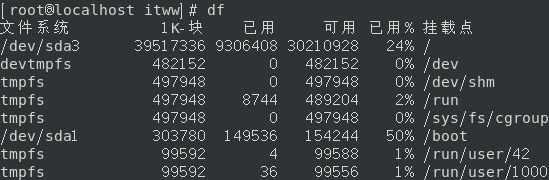 [root@localhost itww]# df
文件系统 1K-块 已用 可用 已用% 挂载点
/dev/sda3 39517336 9306408 30210928 24% /
devtmpfs 482152 0 482152 0% /dev
tmpfs 497948 0 497948 0% /dev/shm
tmpfs 497948 8744 489204 2% /run
tmpfs 497948 0 497948 0% /sys/fs/cgroup
/dev/sda1 303780 149536 154244 50% /boot
tmpfs 99592 4 99588 1% /run/user/42
tmpfs 99592 36 99556 1% /run/user/1000